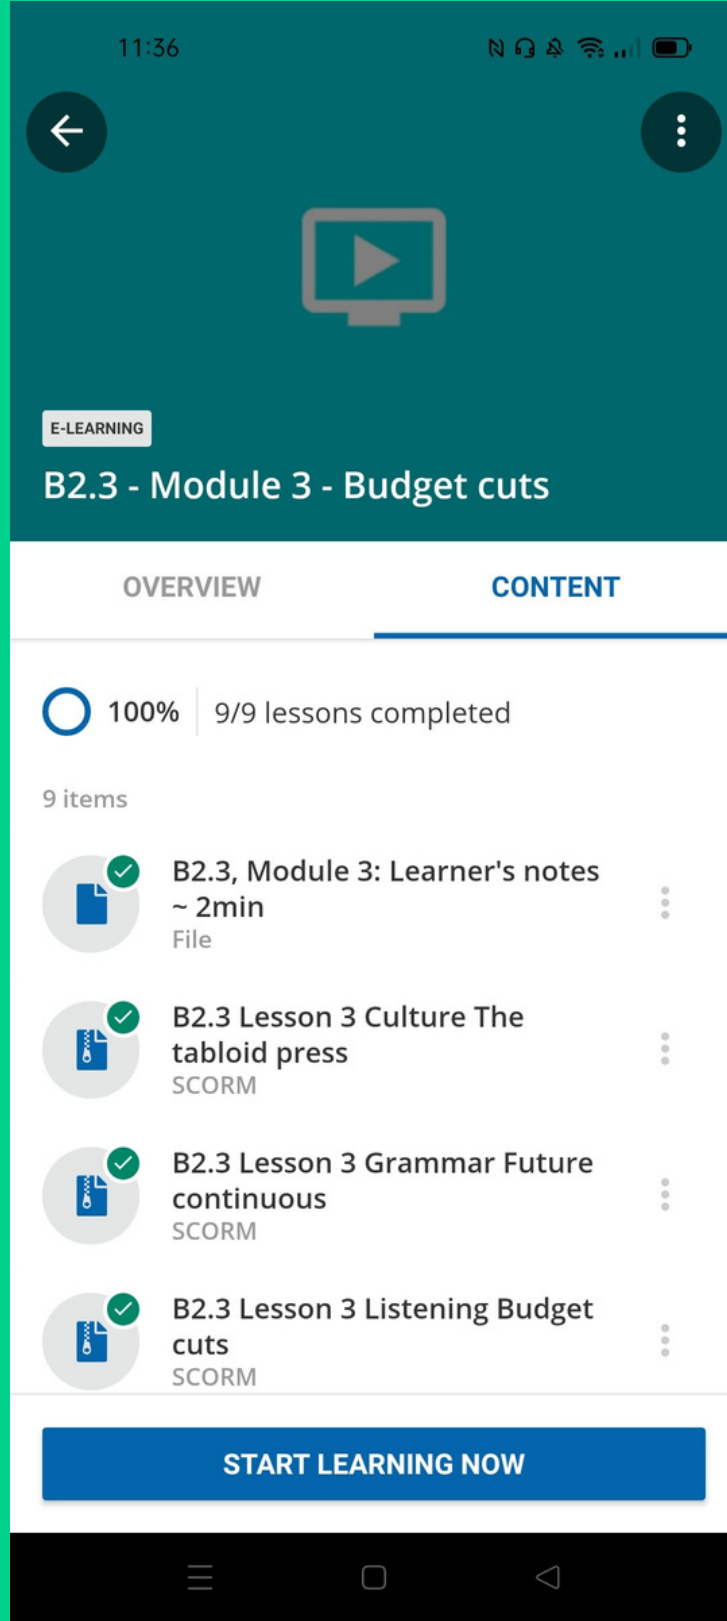 11:36
E-LEARNING
B2.3 - Module 3 - Budget cuts
OVERVIEW
CONTENT
100%
9/9 lessons completed
9 items
B2.3, Module 3: Learner's notes
~ 2min
File
B2.3 Lesson 3 Culture The
tabloid press
SCORM
B2.3 Lesson 3 Grammar Future
continuous
SCORM
B2.3 Lesson 3 Listening Budget
cuts
SCORM
START LEARNING NOW